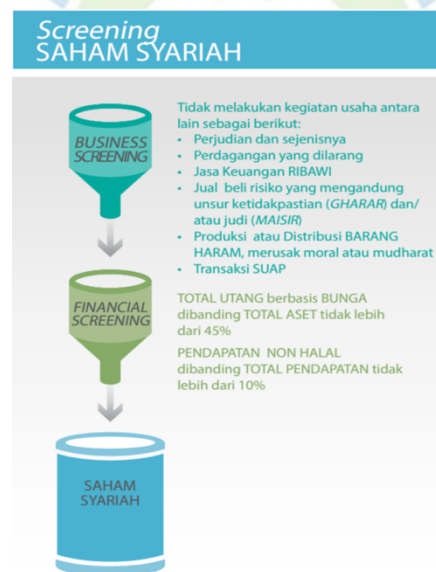 Screening
SAHAM SYARIAH
BUSINESS
SCREENING
Tidak melakukan kegiatan usaha antara
lain sebagai berikut:
• Perjudian dan sejenisnya
• Perdagangan yang dilarang
• Jasa Keuangan RIBAWI
• Jual beli risiko yang mengandung
unsur ketidakpastian (GHARAR) dan/
atau judi (MAISIR)
• Produksi atau Distribusi BARANG
HARAM, merusak moral atau mudharat
• Transaksi SUAP
FINANCIAL
SCREENING
TOTAL UTANG berbasis BUNGA
dibanding TOTAL ASET tidak lebih
dari 45%
PENDAPATAN NON HALAL
dibanding TOTAL PENDAPATAN tidak
lebih dari 10%
SAHAM
SYARIAH